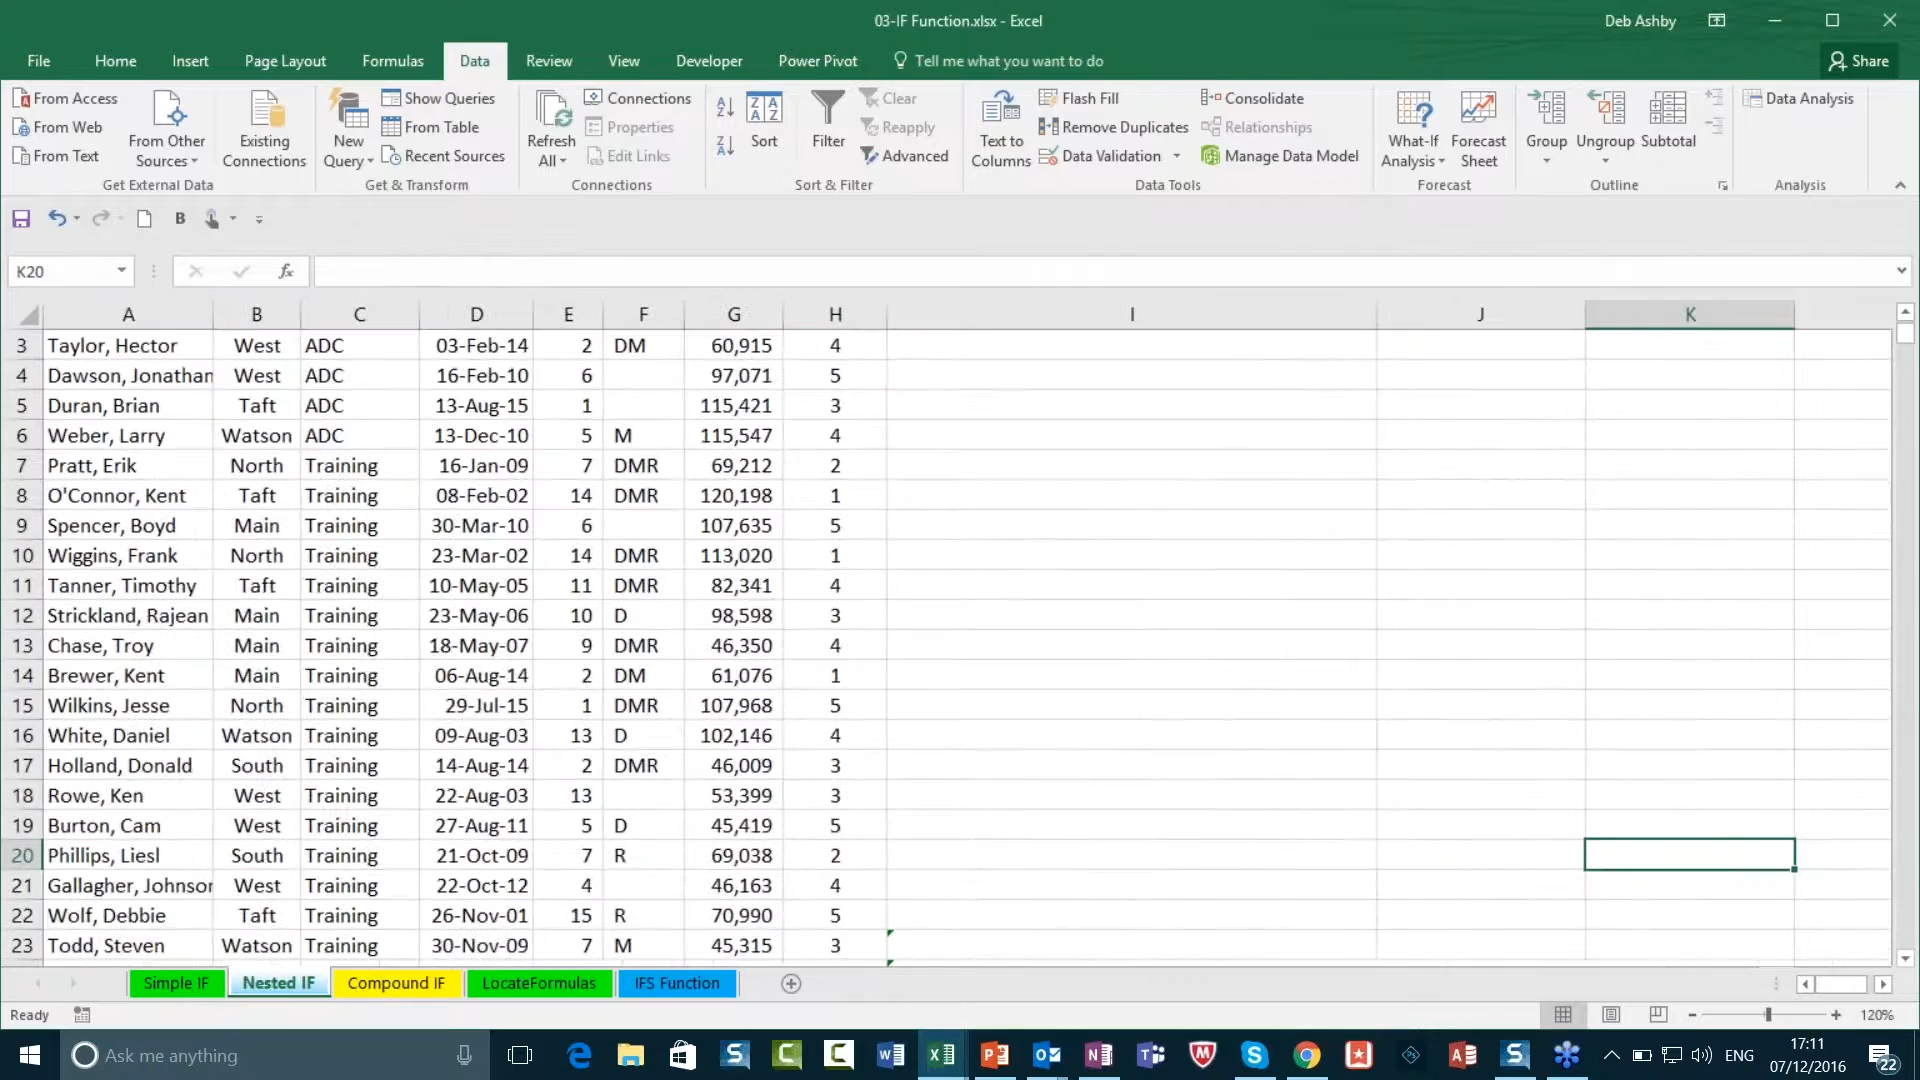 03-IF Function.xlsx - Excel
Deb Ashby
File Home Insert Page Layout Formulas Data Review View Developer Power Pivot Tell me what you want to do Share
From Access
From Web
From Text
From Other Sources
Existing Connections
Get External Data
New Query
Show Queries
From Table
Recent Sources
Get & Transform
Refresh All
Connections
Properties
Edit Links
Connections
Sort
Filter
Clear
Reapply
Advanced
Sort & Filter
Text to Columns
Flash Fill
Remove Duplicates
Data Validation
Consolidate
Relationships
Manage Data Model
Data Tools
What-If Analysis
Forecast Sheet
Forecast
Group
Ungroup
Subtotal
Outline
Data Analysis
Analysis
B
K20
fx
A B C D E F G H I J K
3 Taylor, Hector West ADC 03-Feb-14 2 DM 60,915 4
4 Dawson, Jonathan West ADC 16-Feb-10 6 97,071 5
5 Duran, Brian Taft ADC 13-Aug-15 1 115,421 3
6 Weber, Larry Watson ADC 13-Dec-10 5 M 115,547 4
7 Pratt, Erik North Training 16-Jan-09 7 DMR 69,212 2
8 O'Connor, Kent Taft Training 08-Feb-02 14 DMR 120,198 1
9 Spencer, Boyd Main Training 30-Mar-10 6 107,635 5
10 Wiggins, Frank North Training 23-Mar-02 14 DMR 113,020 1
11 Tanner, Timothy Taft Training 10-May-05 11 DMR 82,341 4
12 Strickland, Rajean Main Training 23-May-06 10 D 98,598 3
13 Chase, Troy Main Training 18-May-07 9 DMR 46,350 4
14 Brewer, Kent Main Training 06-Aug-14 2 DM 61,076 1
15 Wilkins, Jesse North Training 29-Jul-15 1 DMR 107,968 5
16 White, Daniel Watson Training 09-Aug-03 13 D 102,146 4
17 Holland, Donald South Training 14-Aug-14 2 DMR 46,009 3
18 Rowe, Ken West Training 22-Aug-03 13 53,399 3
19 Burton, Cam West Training 27-Aug-11 5 D 45,419 5
20 Phillips, Liesl South Training 21-Oct-09 7 R 69,038 2
21 Gallagher, Johnson West Training 22-Oct-12 4 46,163 4
22 Wolf, Debbie Taft Training 26-Nov-01 15 R 70,990 5
23 Todd, Steven Watson Training 30-Nov-09 7 M 45,315 3
Simple IF Nested IF Compound IF LocateFormulas IFS Function
Ready
120%
Ask me anything
ENG
17:11
07/12/2016
22